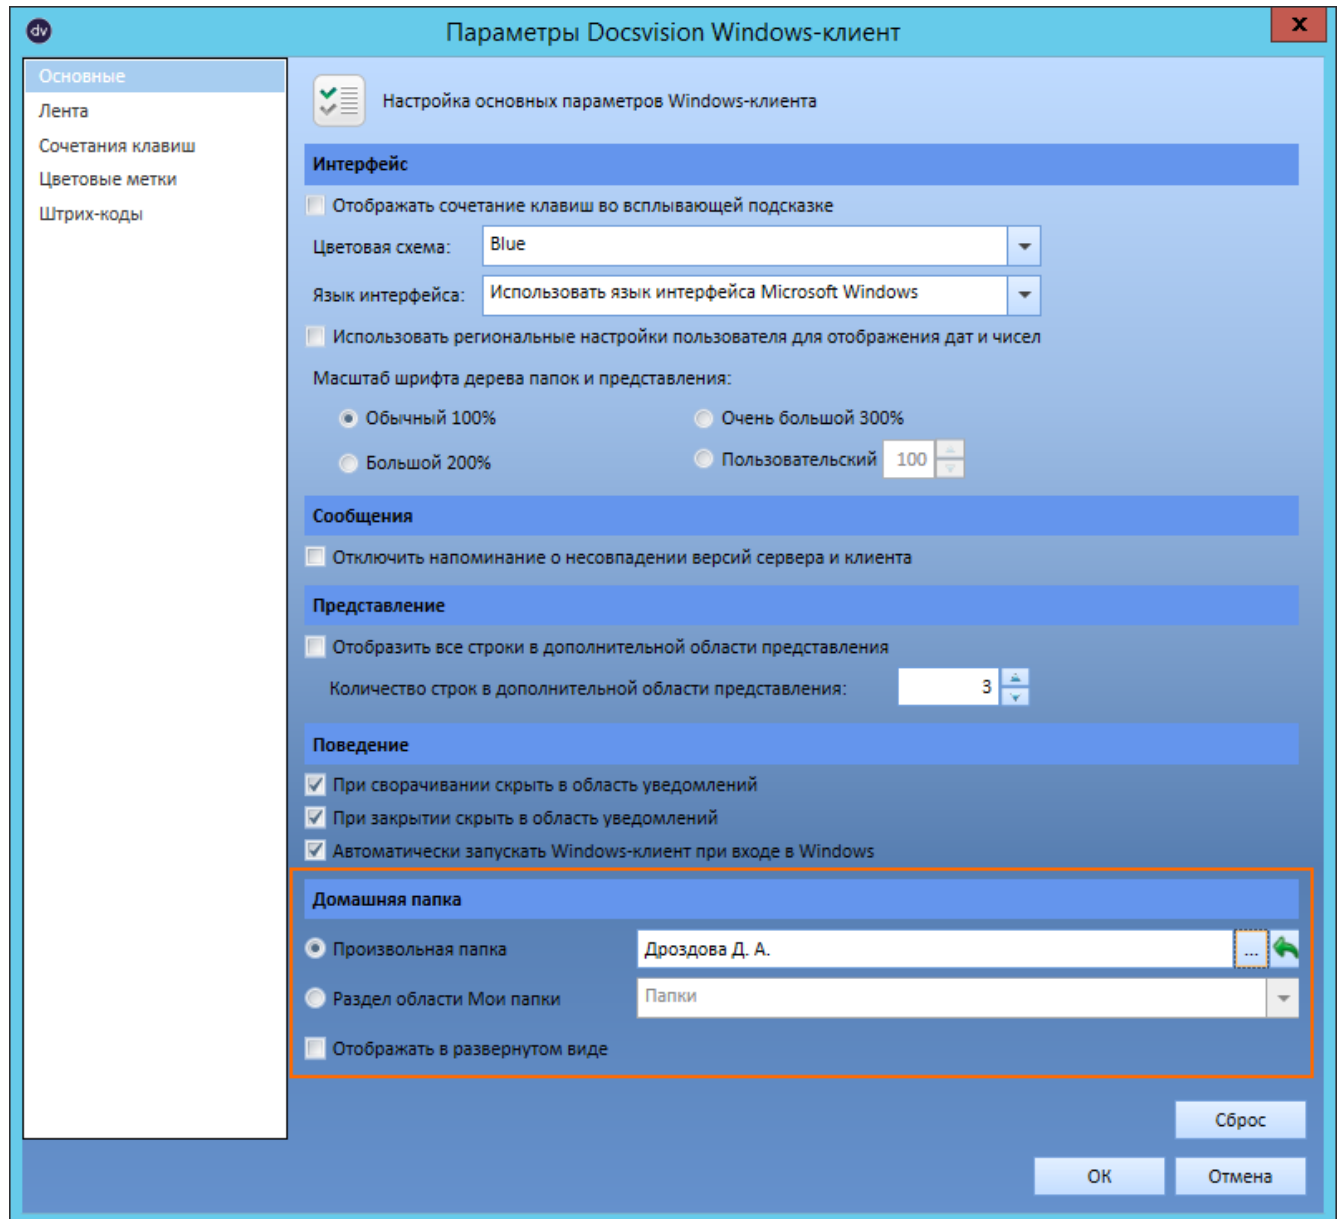 dv
Параметры Docsvision Windows-клиент
x
Основные
Лента
Сочетания клавиш
Цветовые метки
Штрих-коды
Настройка основных параметров Windows-клиента
Интерфейс
Отображать сочетание клавиш во всплывающей подсказке
Цветовая схема: Blue
Язык интерфейса: Использовать язык интерфейса Microsoft Windows
Использовать региональные настройки пользователя для отображения дат и чисел
Масштаб шрифта дерева папок и представления:
Обычный 100% Очень большой 300%
Большой 200% Пользовательский 100
Сообщения
Отключить напоминание о несовпадении версий сервера и клиента
Представление
Отобразить все строки в дополнительной области представления
Количество строк в дополнительной области представления: 3
Поведение
При сворачивании скрыть в область уведомлений
При закрытии скрыть в область уведомлений
Автоматически запускать Windows-клиент при входе в Windows
Домашняя папка
Произвольная папка Дроздова Д. А. ...
Раздел области Мои папки Папки
Отображать в развернутом виде
Сброс
ОК Отмена